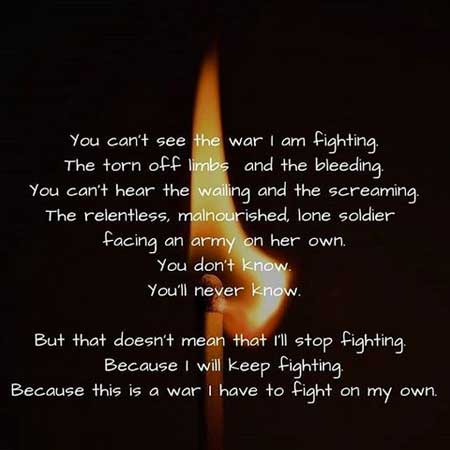 You can't see the war I am fighting.
The torn off limbs and the bleeding.
You can't hear the wailing and the screaming.
The relentless, malnourished, lone soldier
facing an army on her own.
You don't know.
You'll never know.
But that doesn't mean that I'll stop fighting.
Because I will keep fighting.
Because this is a war I have to fight on my own.